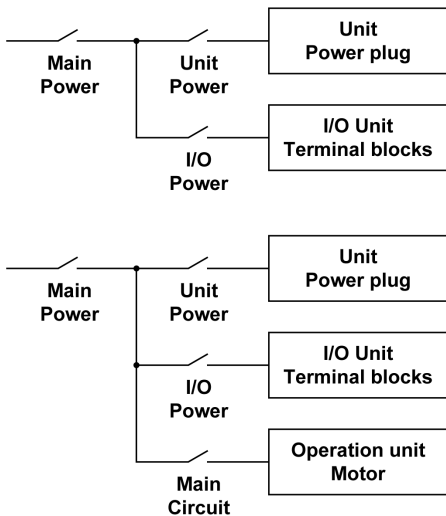 Unit
Power plug
Main
Power
Unit
Power
I/O Unit
Terminal blocks
I/O
Power
Unit
Power plug
Main
Power
Unit
Power
I/O Unit
Terminal blocks
I/O
Power
Operation unit
Motor
Main
Circuit